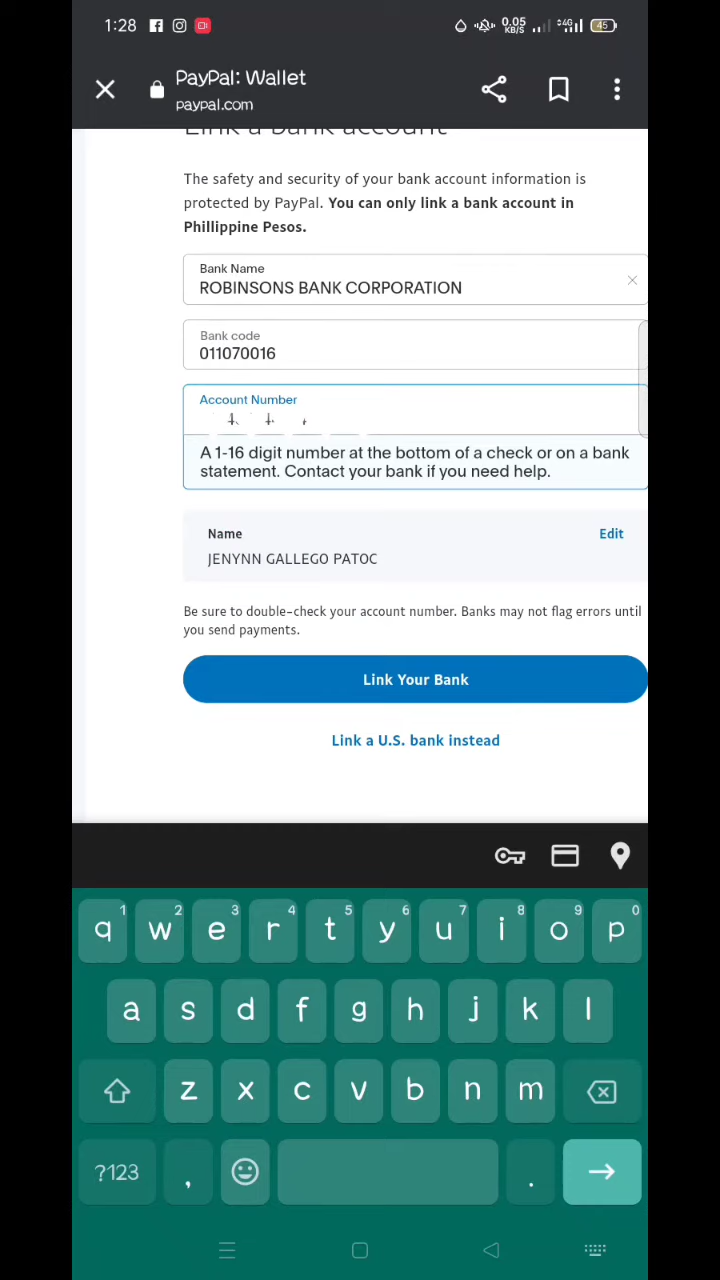 1:28 0.05 KB/S 4G 45
PayPal: Wallet
paypal.com
Link a bank account
The safety and security of your bank account information is
protected by PayPal. You can only link a bank account in
Phillippine Pesos.
Bank Name
ROBINSONS BANK CORPORATION
Bank code
011070016
Account Number
A 1-16 digit number at the bottom of a check or on a bank
statement. Contact your bank if you need help.
Name Edit
JENYNN GALLEGO PATOC
Be sure to double-check your account number. Banks may not flag errors until
you send payments.
Link Your Bank
Link a U.S. bank instead
1 2 3 4 5 6 7 8 9 0
q w e r t y u i o p
a s d f g h j k l
z x c v b n m
?123 , .